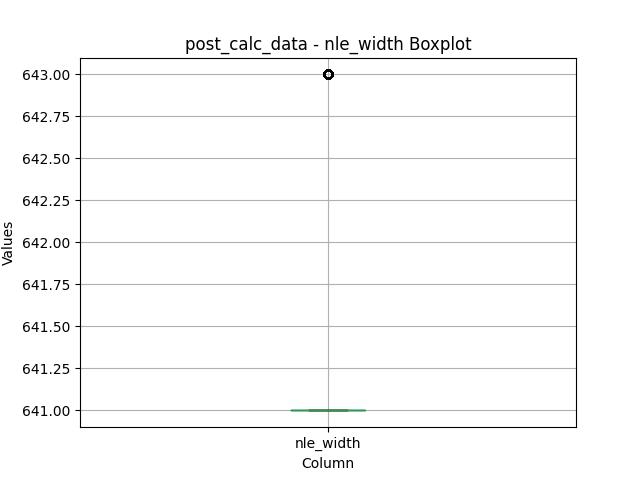 post_calc_data - nle_width Boxplot
643.00
642.75
642.50
642.25
642.00
641.75
641.50
641.25
641.00
Values
nle_width
Column